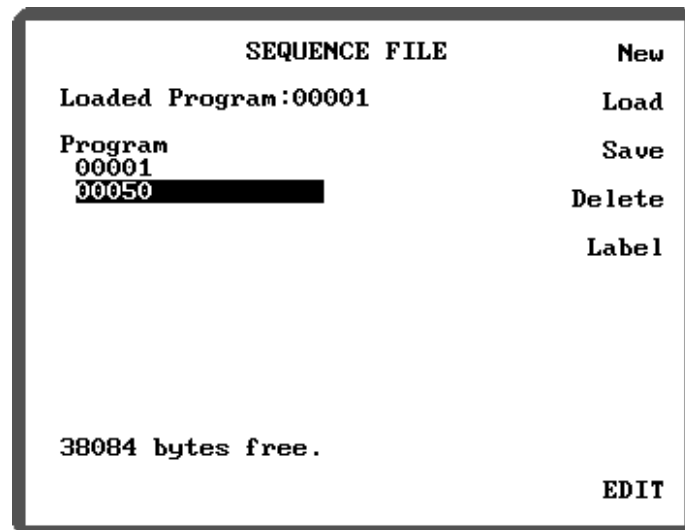 SEQUENCE FILE
New
Loaded Program:00001
Load
Program
Save
00001
00050
Delete
Label
38084 bytes free.
EDIT